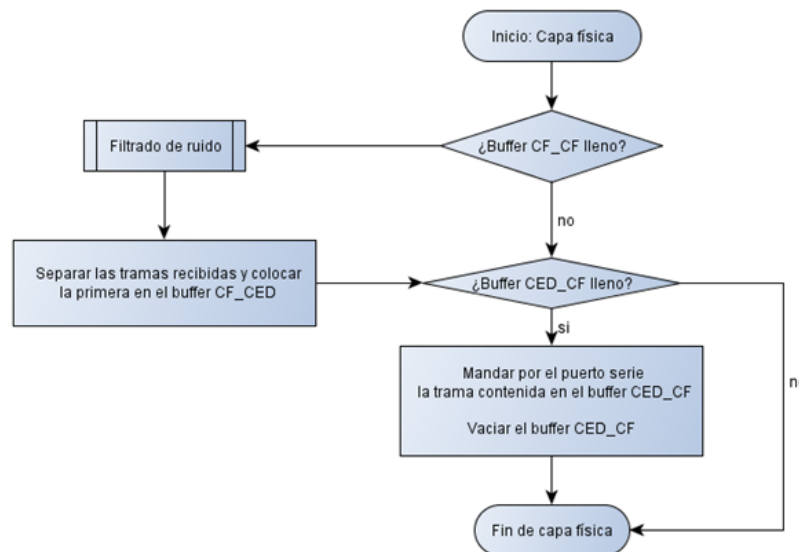 Inicio: Capa física
¿Buffer CF_CF lleno?
Filtrado de ruido
no
Separar las tramas recibidas y colocar
la primera en el buffer CF_CED
¿Buffer CED_CF lleno?
si
Mandar por el puerto serie
la trama contenida en el buffer CED_CF
Vaciar el buffer CED_CF
Fin de capa física